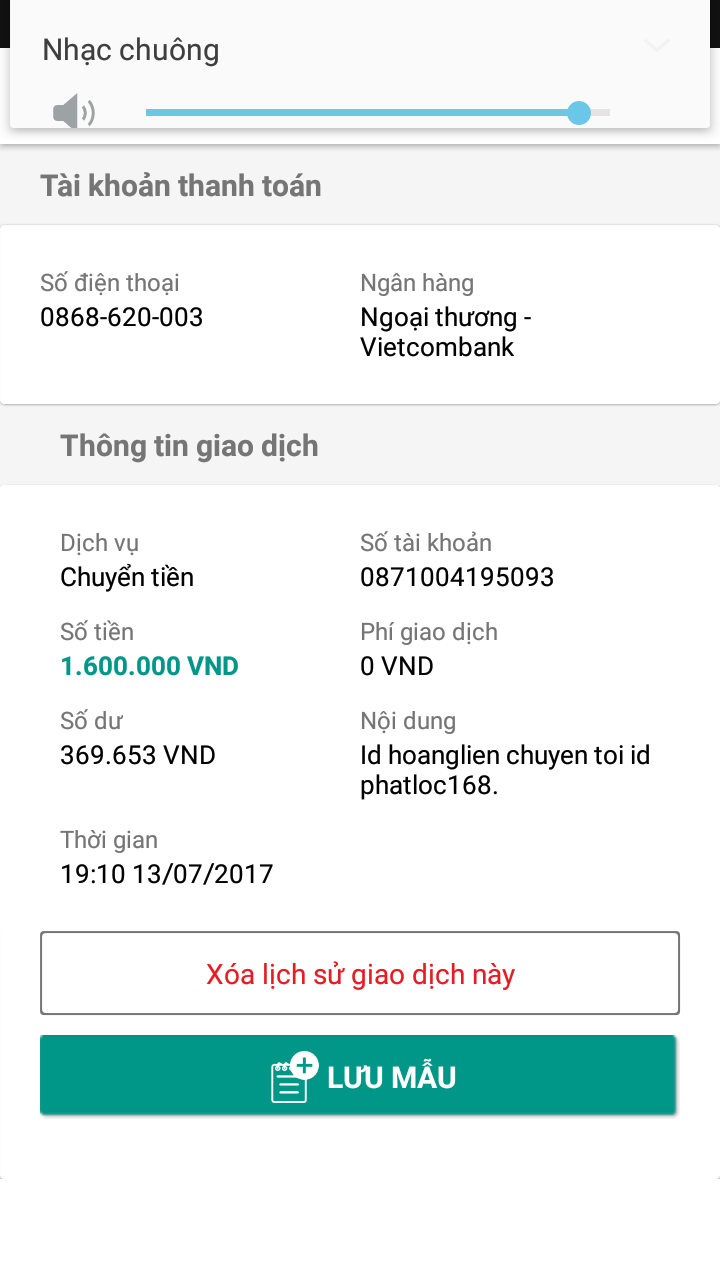 Nhạc chuông
Tài khoản thanh toán
Số điện thoại
0868-620-003
Ngân hàng
Ngoại thương -
Vietcombank
Thông tin giao dịch
Dịch vụ
Chuyển tiền
Số tài khoản
0871004195093
Số tiền
1.600.000 VND
Phí giao dịch
0 VND
Số dư
369.653 VND
Nội dung
Id hoanglien chuyen toi id
phatloc168.
Thời gian
19:10 13/07/2017
Xóa lịch sử giao dịch này
LƯU MẪU